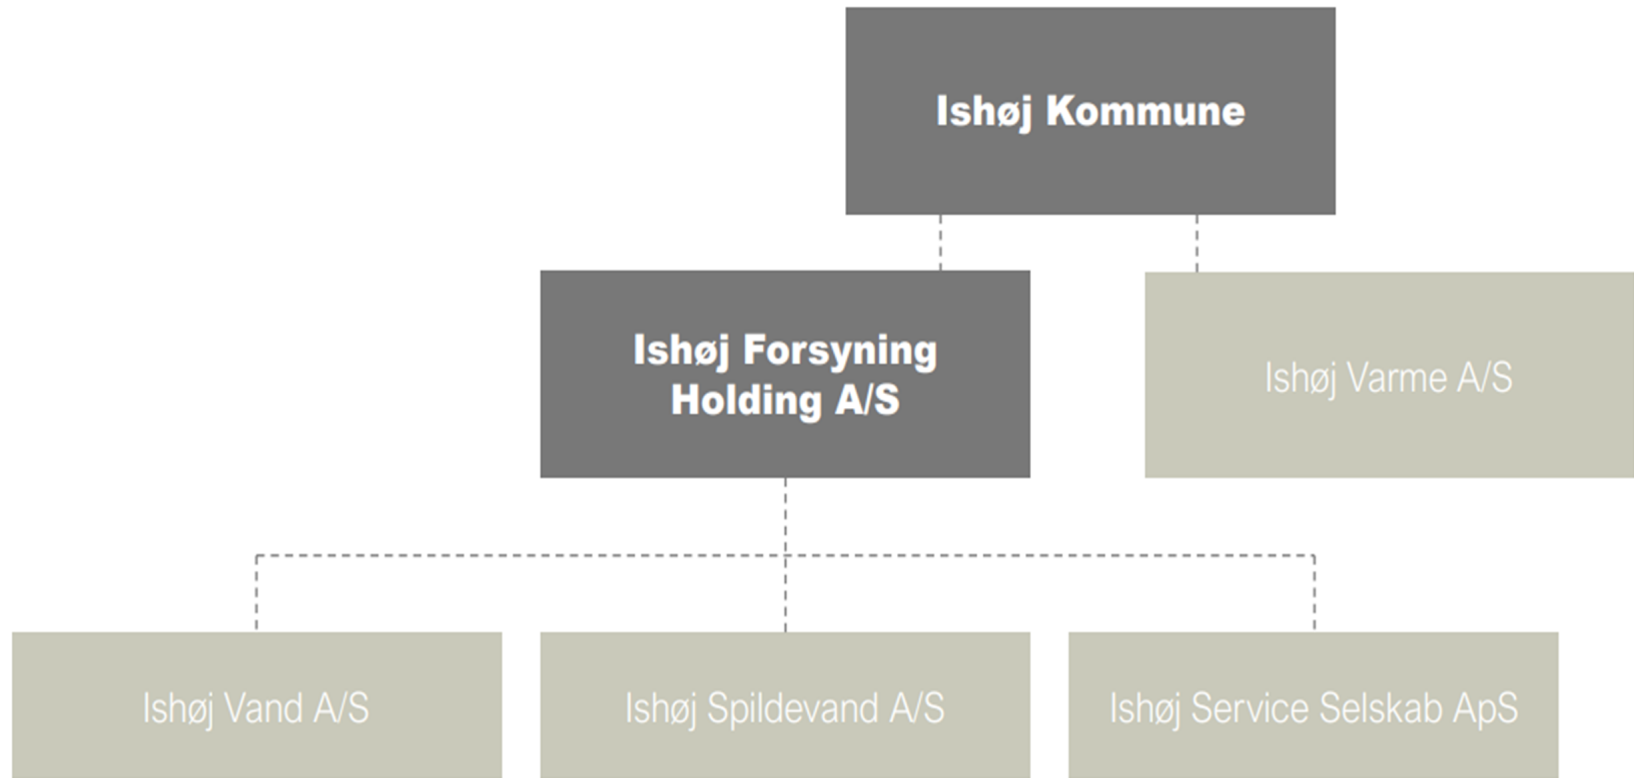 Ishøj Kommune
Ishøj Forsyning
Holding A/S
Ishøj Varme A/S
Ishøj Vand A/S
Ishøj Spildevand A/S
Ishøj Service Selskab ApS